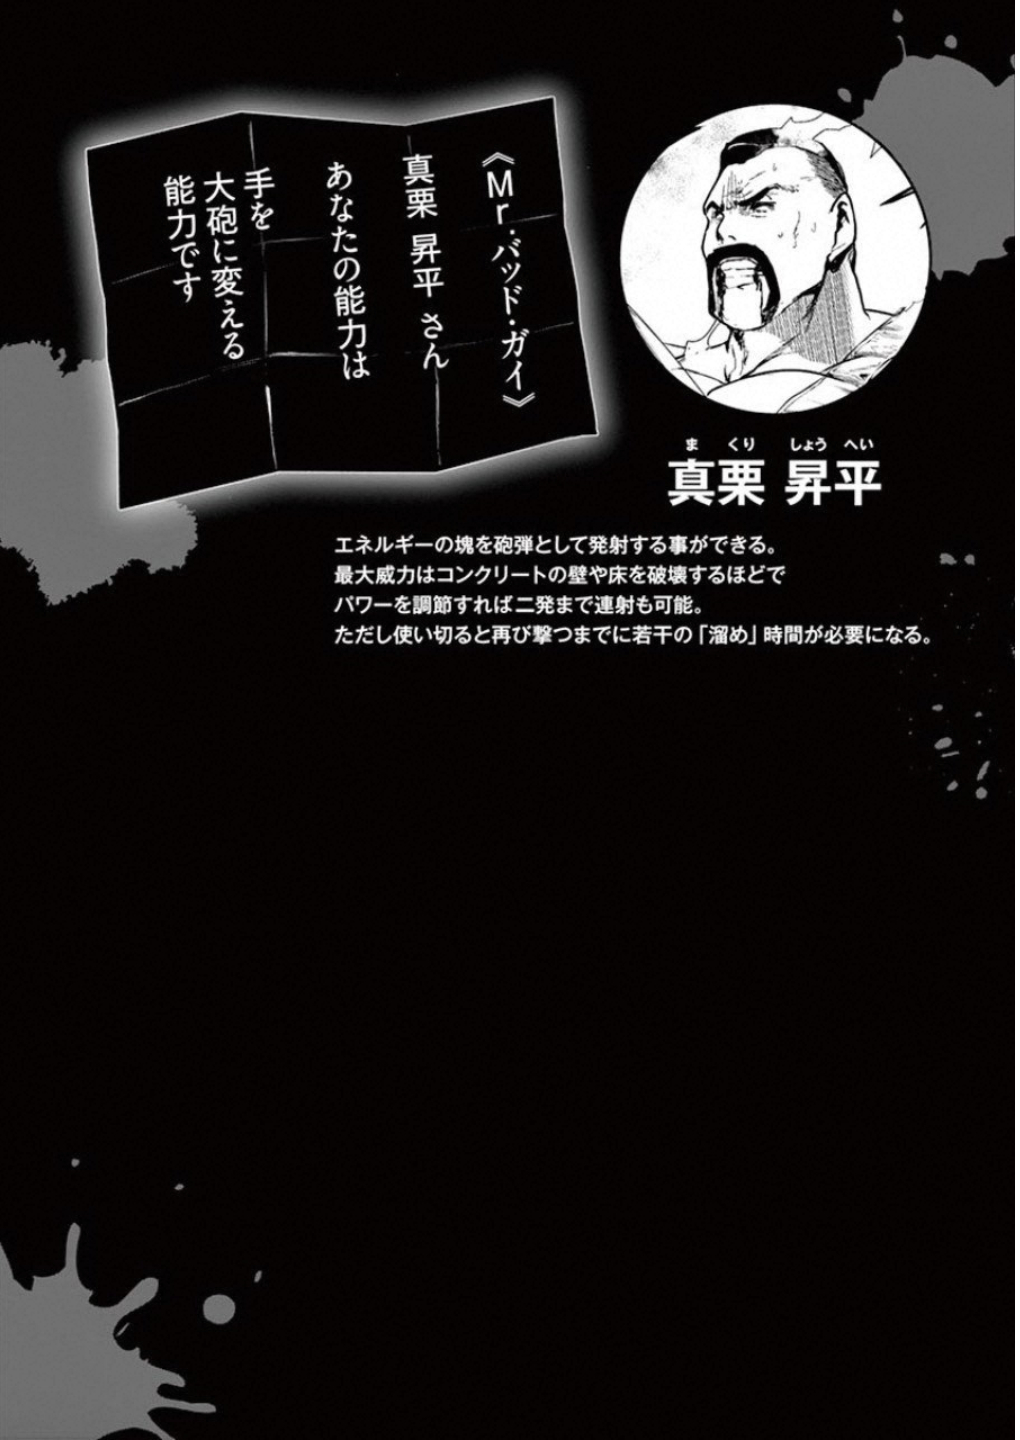 《Mr.バッド・ガイ》
真栗 昇平 さん
あなたの能力は
手を
大砲に変える
能力です
まくり しょうへい
真栗 昇平
エネルギーの塊を砲弾として発射する事ができる。
最大威力はコンクリートの壁や床を破壊するほどで
パワーを調節すれば二発まで連射も可能。
ただし使い切ると再び撃つまでに若干の「溜め」時間が必要になる。